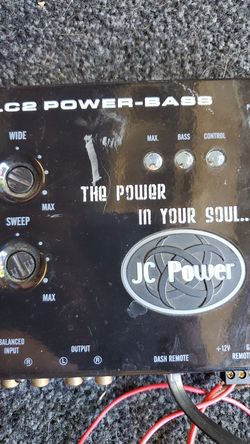 LC2 POWER-BASS
WIDE
MAX. BASS CONTROL
MAX
THE POWER
IN YOUR SOUL...
SWEEP
MAX
JC Power
BALANCED
INPUT
OUTPUT
DASH REMOTE
+12V
REMOTE
R L R